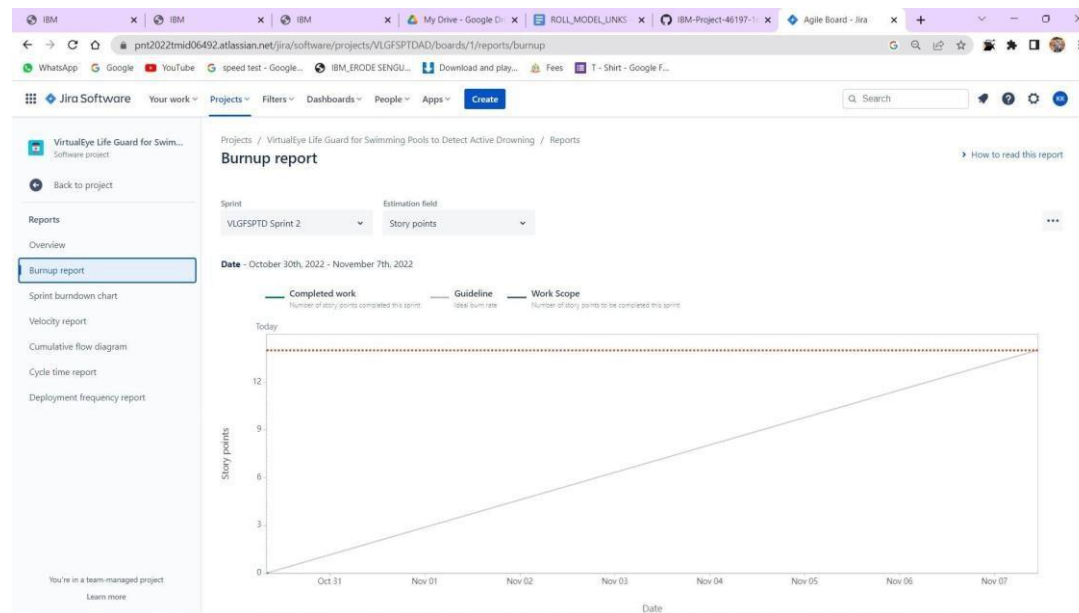 IBM
IBM
IBM
My Drive - Google Dr
ROLL_MODEL_LINKS
IBM-Project-46197-1
Agile Board - Jira
pnt2022tmid06492.atlassian.net/jira/software/projects/VLGFSPTDAD/boards/1/reports/burnup
WhatsApp
Google
YouTube
speed test - Google...
IBM_ERODE SENGU...
Download and play...
Fees
T - Shirt - Google F...
Jira Software
Your work
Projects
Filters
Dashboards
People
Apps
Create
Search
KK
VirtualEye Life Guard for Swim...
Software project
Back to project
Reports
Overview
Burnup report
Sprint burndown chart
Velocity report
Cumulative flow diagram
Cycle time report
Deployment frequency report
You're in a team-managed project
Learn more
Projects / VirtualEye Life Guard for Swimming Pools to Detect Active Drowning / Reports
Burnup report
How to read this report
Sprint
Estimation field
VLGFSPTD Sprint 2
Story points
Date - October 30th, 2022 - November 7th, 2022
Completed work
Number of story points completed this sprint
Guideline
Ideal burn rate
Work Scope
Number of story points to be completed this sprint
Today
12
9
6
3
0
Story points
Oct 31
Nov 01
Nov 02
Nov 03
Nov 04
Nov 05
Nov 06
Nov 07
Date